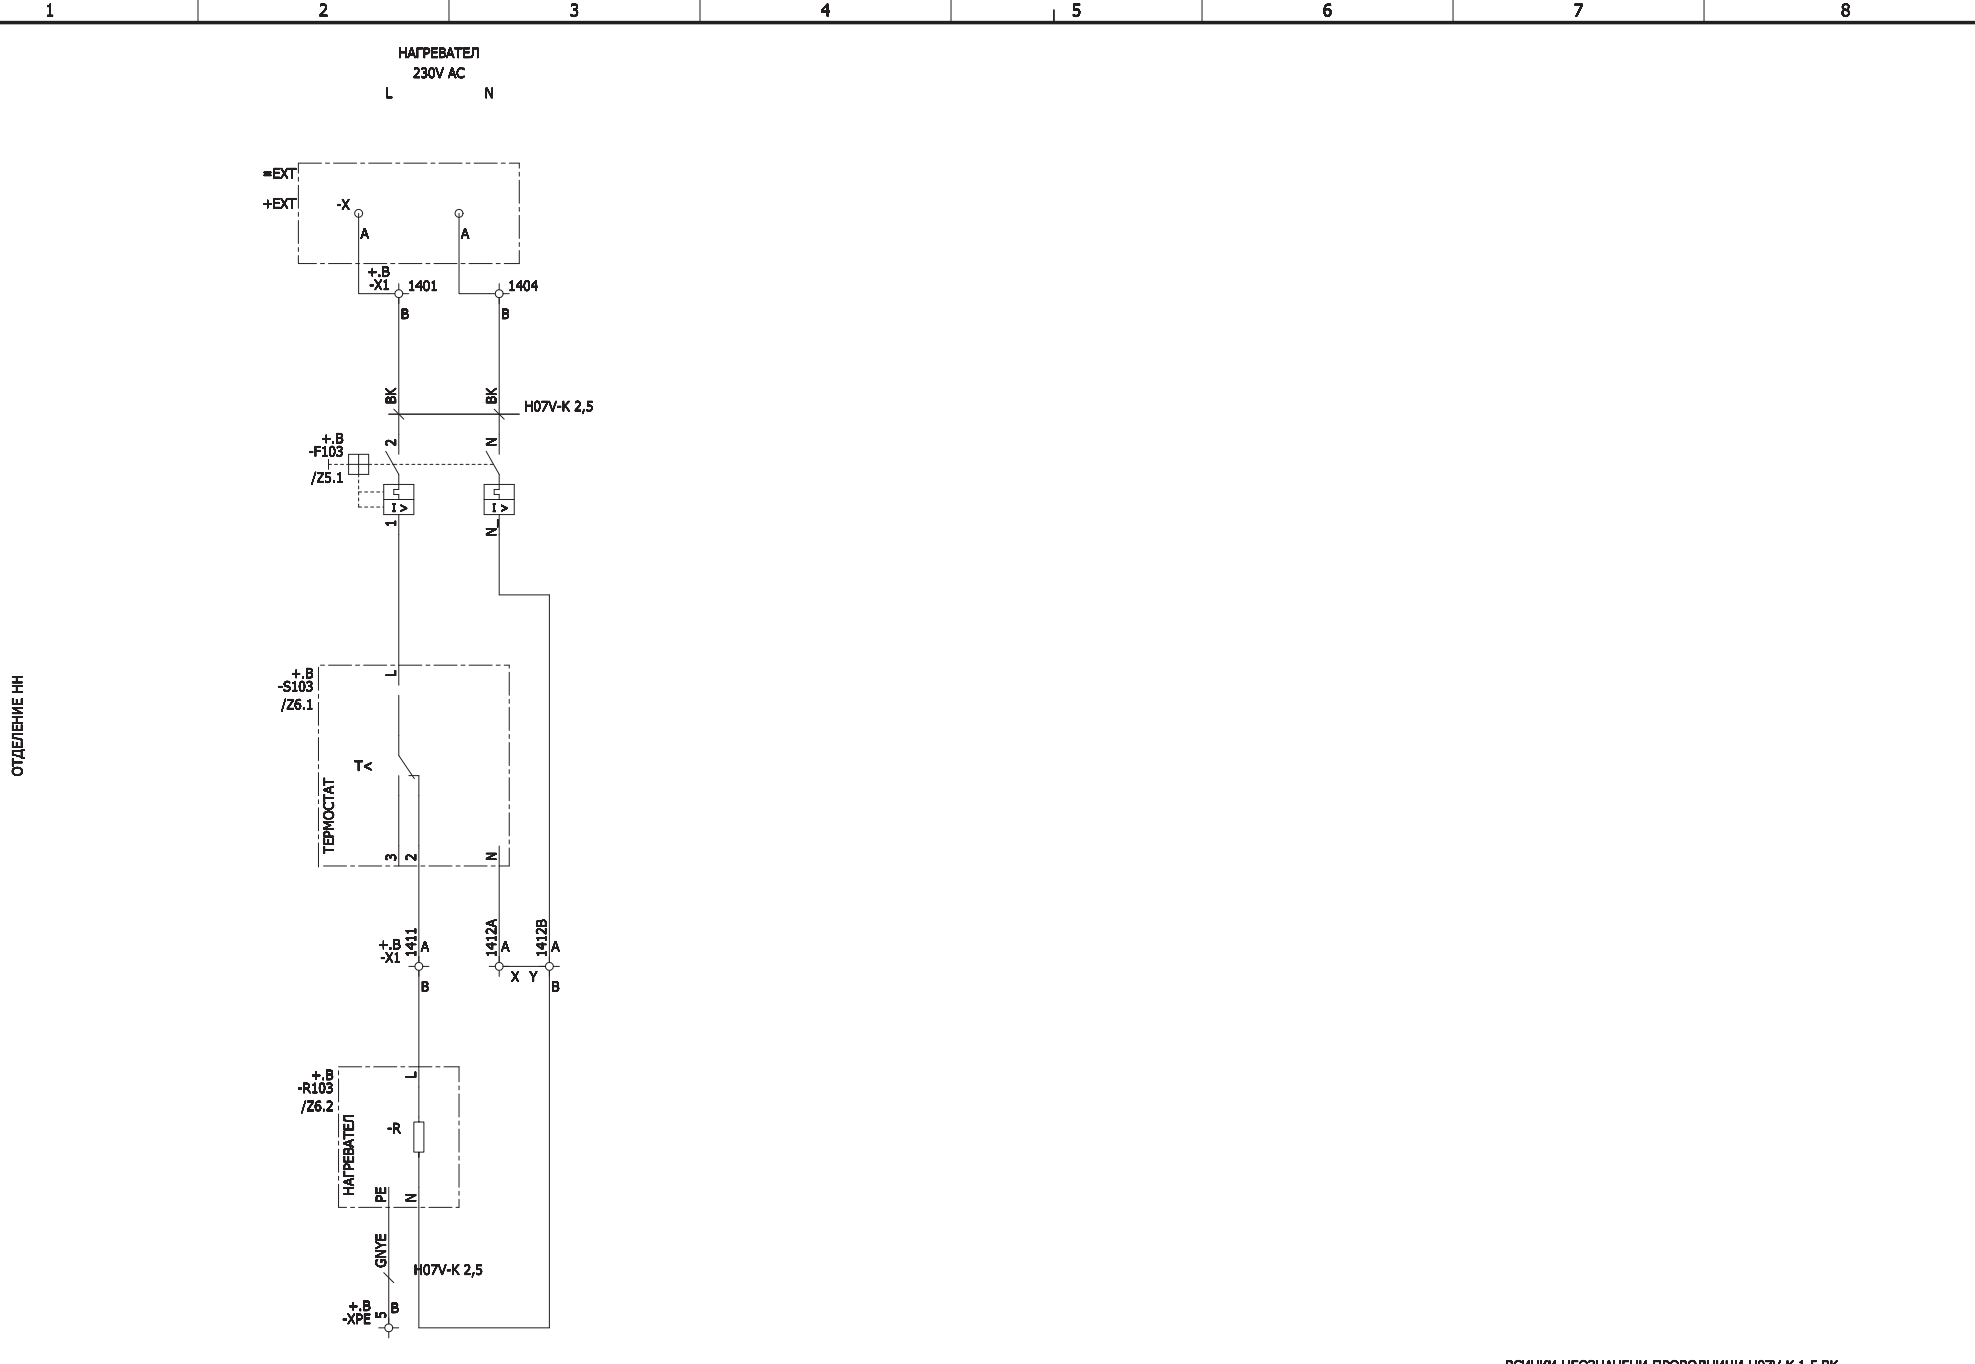 1 2 3 4 5 6 7 8
НАГРЕВАТЕЛ
230V AC
L N
=EXT
+EXT
-X
A A
+.B
-X1
1401 1404
B B
BK BK
H07V-K 2,5
+.B
-F103
/Z5.1
2 N
I > I >
1 N_
ОТДЕЛЕНИЕ НН
+.B
-S103
/Z6.1
L
T<
ТЕРМОСТАТ
3 2 N
+.B
-X1
1411 A 1412A A 1412B A
X Y
B B
+.B
-R103
/Z6.2
L
-R
НАГРЕВАТЕЛ
PE N
GNYE
H07V-K 2,5
+.B
-XPE
5 B